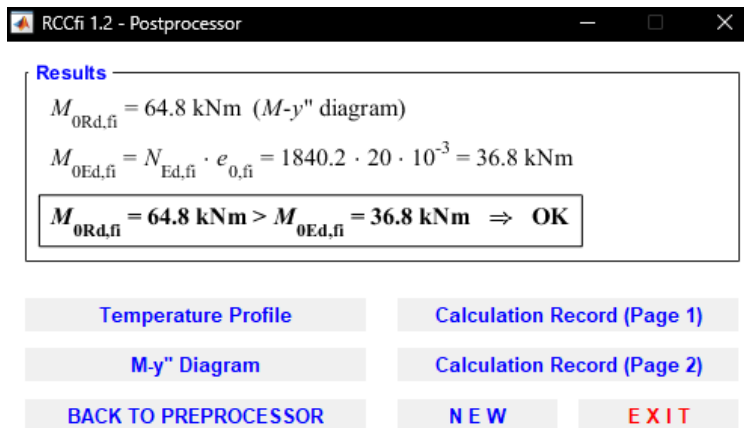 RCCfi 1.2 - Postprocessor
Results
M0Rd,fi = 64.8 kNm (M-y" diagram)
M0Ed,fi = NEd,fi · e0,fi = 1840.2 · 20 · 10-3 = 36.8 kNm
M0Rd,fi = 64.8 kNm > M0Ed,fi = 36.8 kNm ⇒ OK
Temperature Profile
Calculation Record (Page 1)
M-y" Diagram
Calculation Record (Page 2)
BACK TO PREPROCESSOR
N E W
E X I T